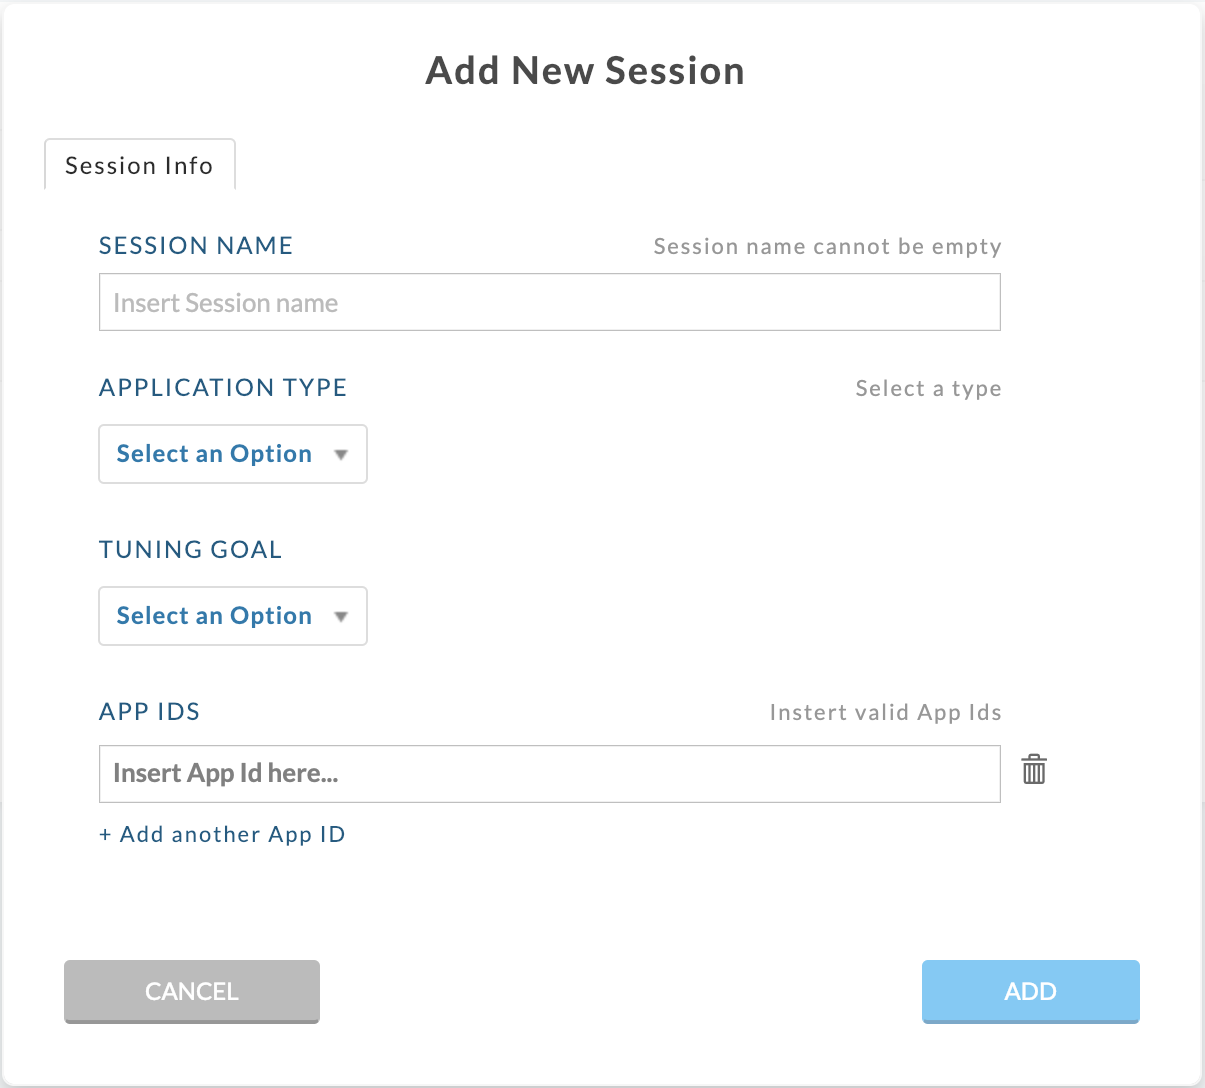 Add New Session
Session Info
SESSION NAME
Session name cannot be empty
Insert Session name
APPLICATION TYPE
Select a type
Select an Option
TUNING GOAL
Select an Option
APP IDS
Instert valid App Ids
Insert App Id here...
+ Add another App ID
CANCEL
ADD